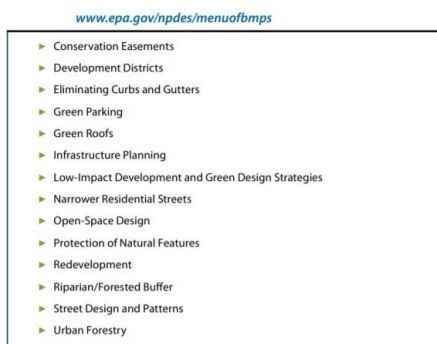 www.epa.gov/npdes/menuofbmps
► Conservation Easements
► Development Districts
► Eliminating Curbs and Gutters
► Green Parking
► Green Roofs
► Infrastructure Planning
► Low-Impact Development and Green Design Strategies
► Narrower Residential Streets
► Open-Space Design
► Protection of Natural Features
► Redevelopment
► Riparian/Forested Buffer
► Street Design and Patterns
► Urban Forestry